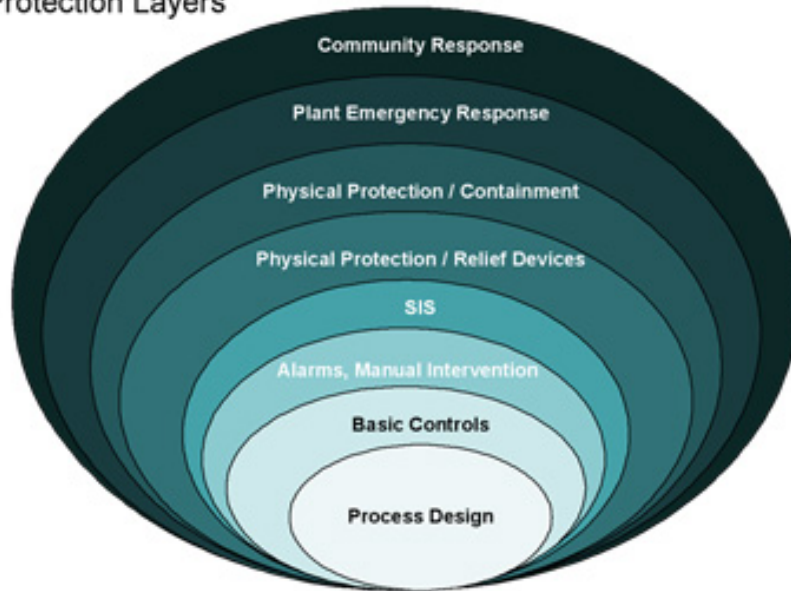 Protection Layers
Community Response
Plant Emergency Response
Physical Protection / Containment
Physical Protection / Relief Devices
SIS
Alarms, Manual Intervention
Basic Controls
Process Design